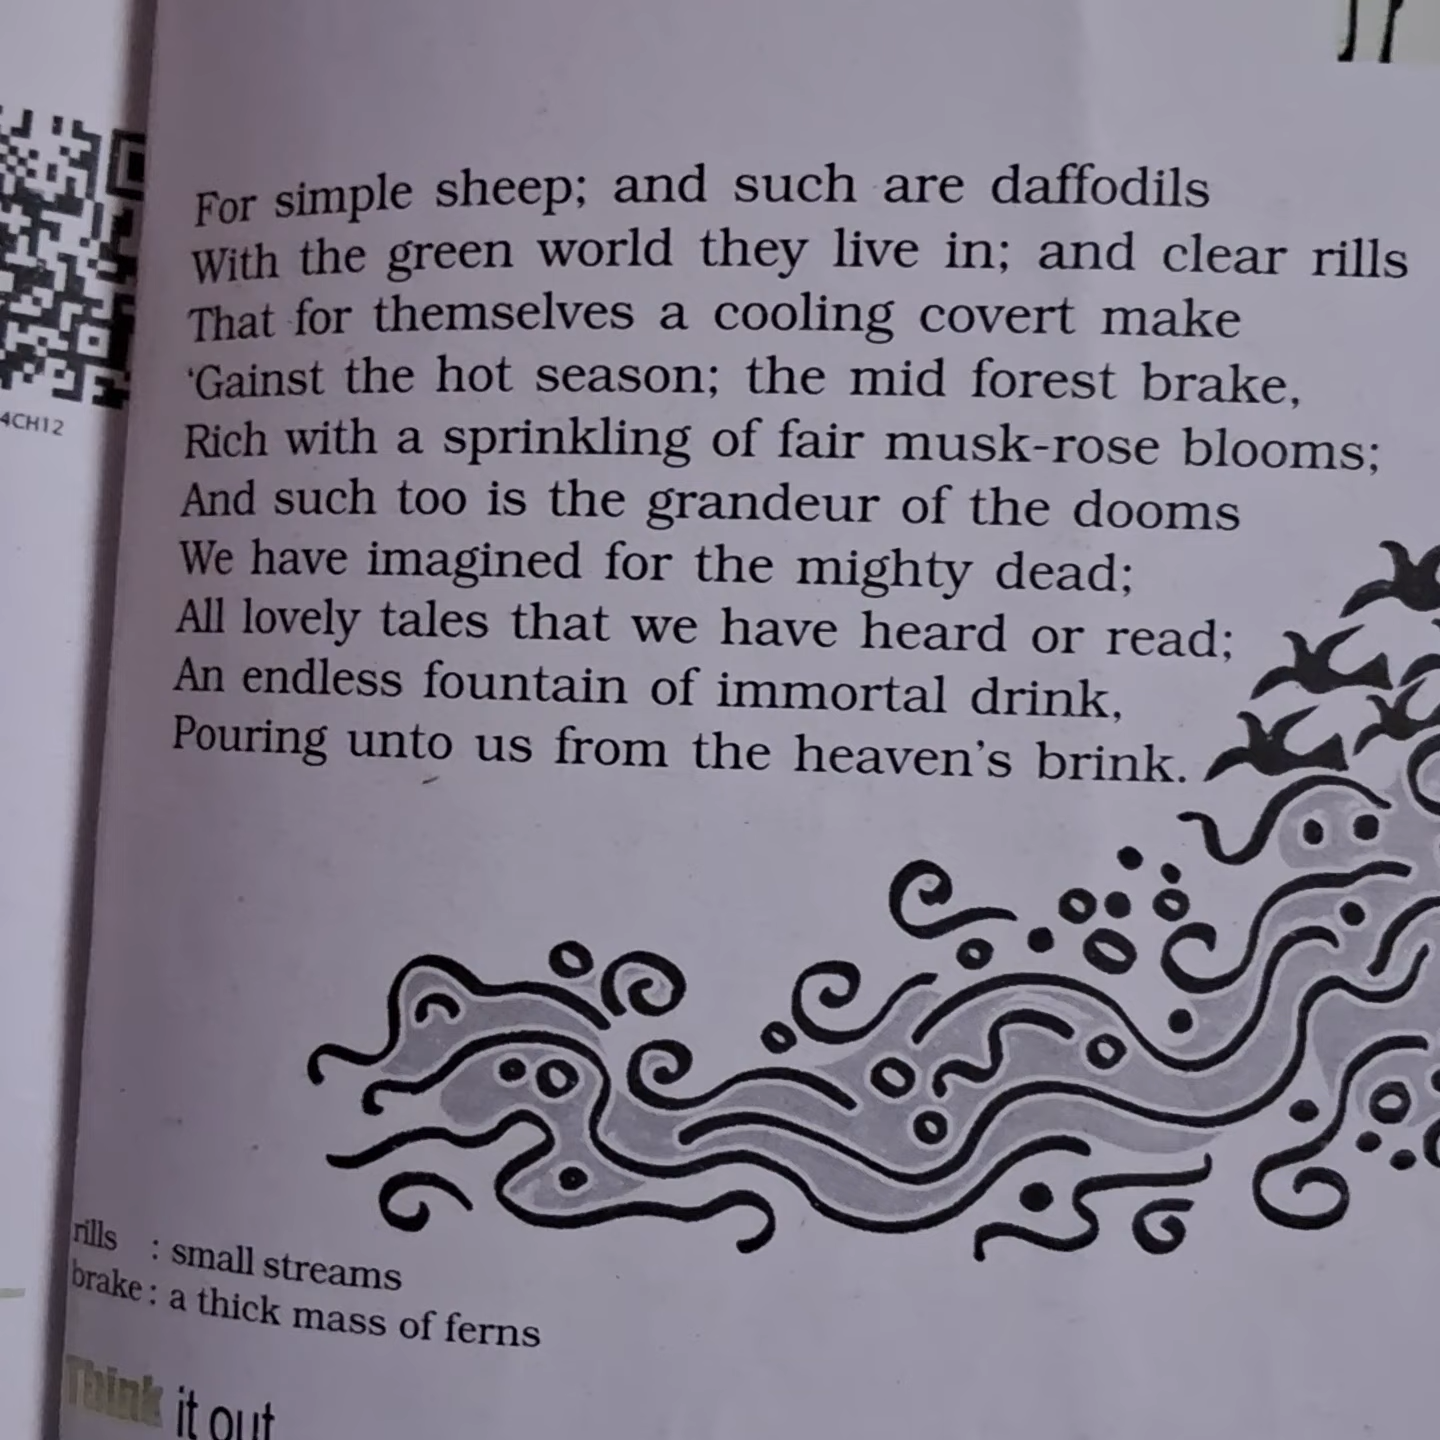 For simple sheep; and such are daffodils
With the green world they live in; and clear rills
That for themselves a cooling covert make
‘Gainst the hot season; the mid forest brake,
Rich with a sprinkling of fair musk-rose blooms;
And such too is the grandeur of the dooms
We have imagined for the mighty dead;
All lovely tales that we have heard or read;
An endless fountain of immortal drink,
Pouring unto us from the heaven’s brink.
4CH12
rills : small streams
brake : a thick mass of ferns
Think it out